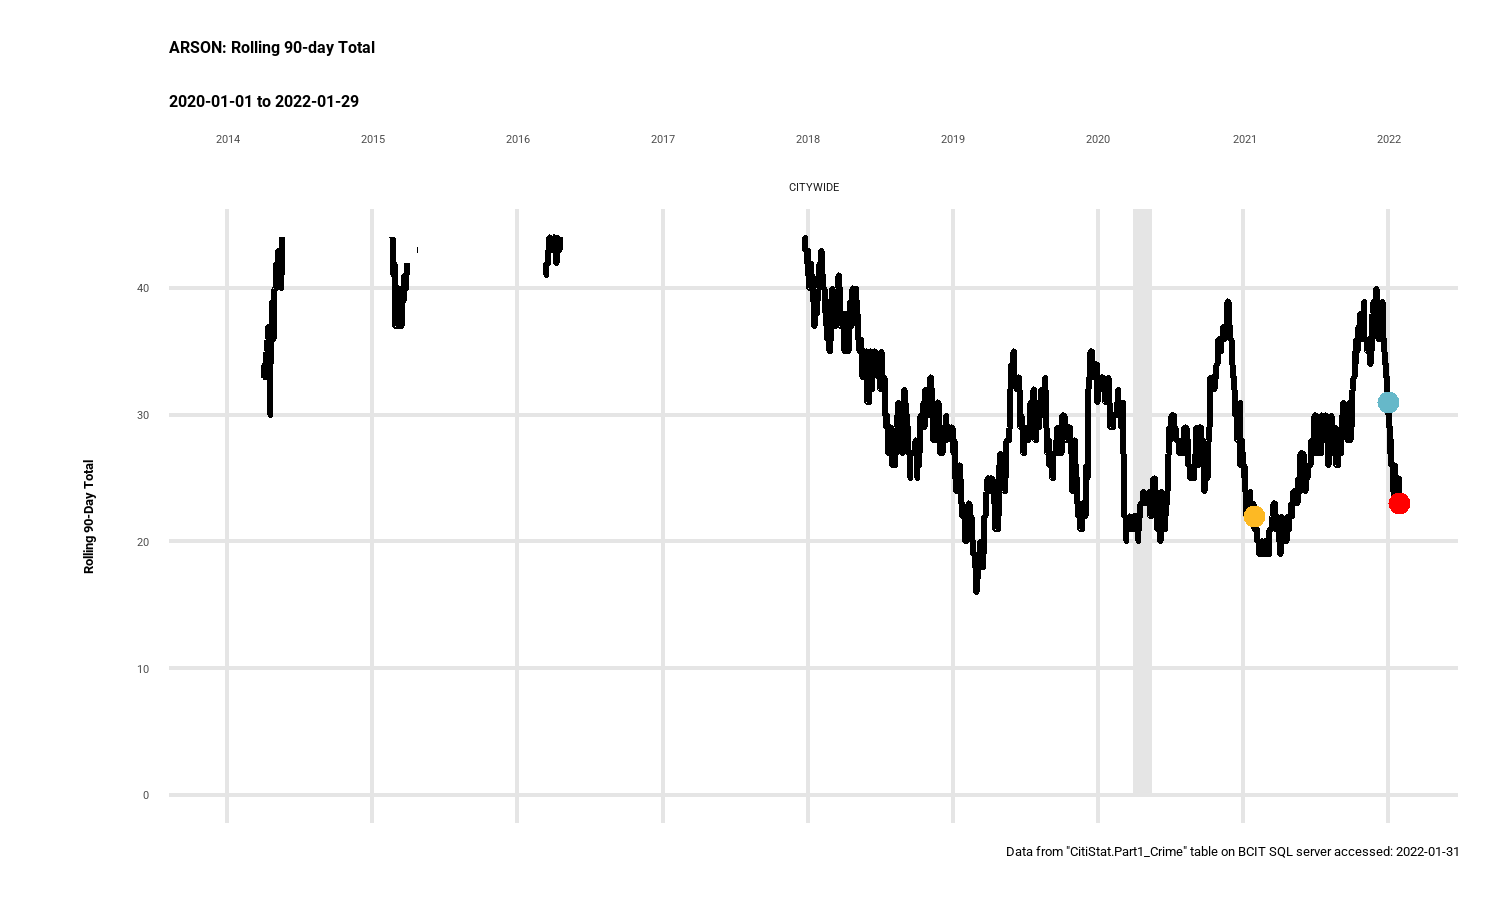 ARSON: Rolling 90-day Total
2020-01-01 to 2022-01-29
2014 2015 2016 2017 2018 2019 2020 2021 2022
CITYWIDE
40
30
Rolling 90-Day Total
20
10
0
Data from "CitiStat.Part1_Crime" table on BCIT SQL server accessed: 2022-01-31